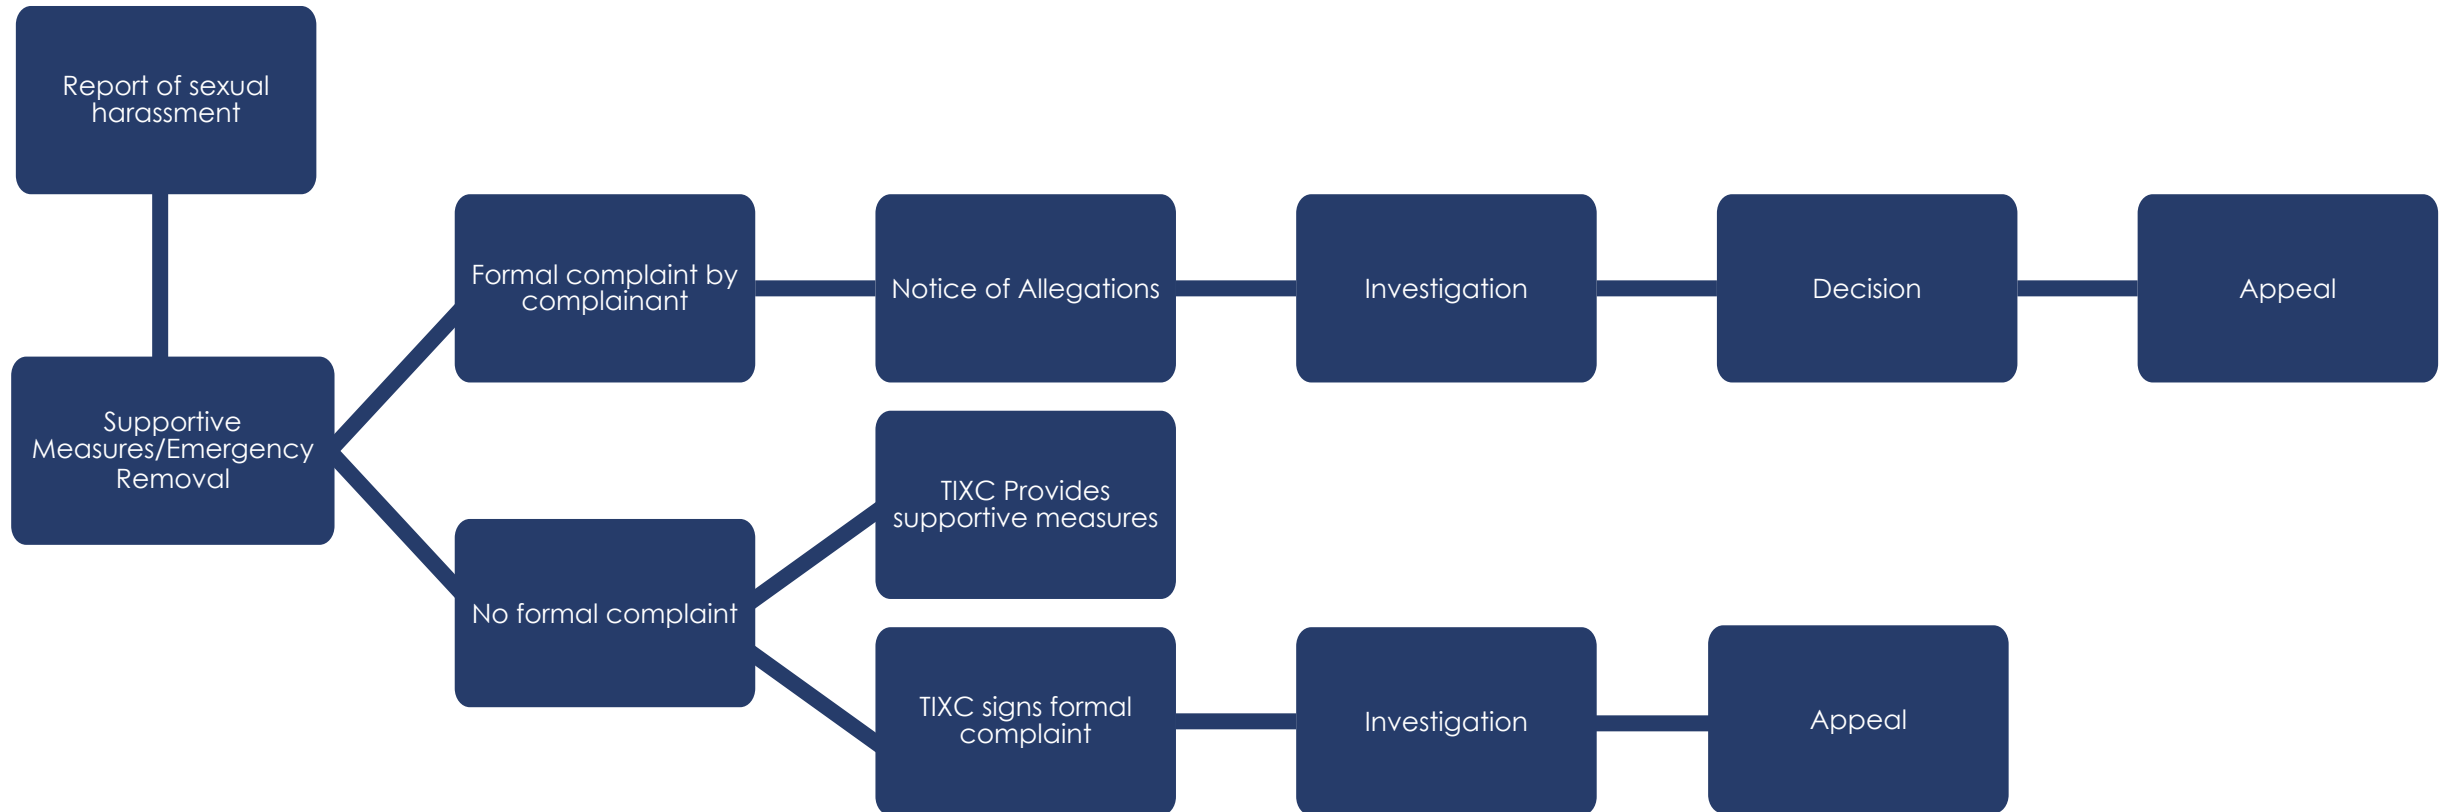 Report of sexual
harassment
Supportive
Measures/Emergency
Removal
Formal complaint by
complainant
Notice of Allegations
Investigation
Decision
Appeal
No formal complaint
TIXC Provides
supportive measures
TIXC signs formal
complaint
Investigation
Appeal